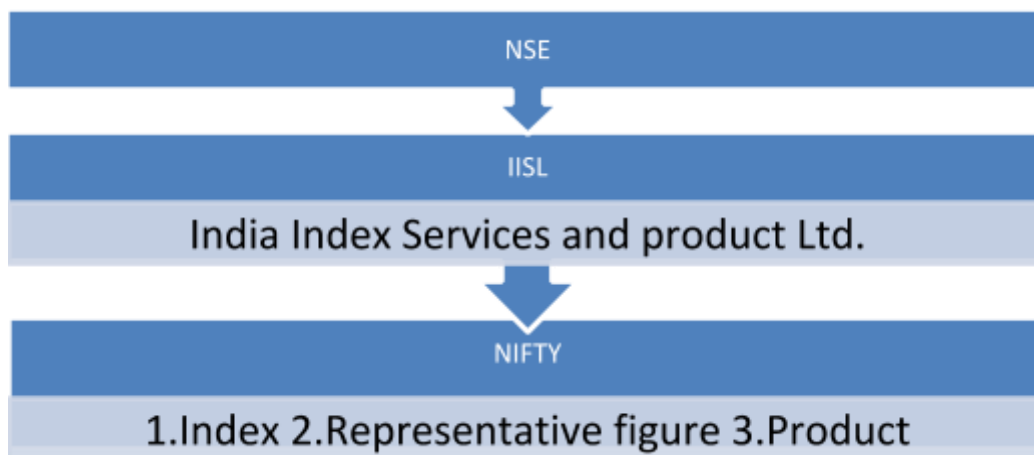 NSE
IISL
India Index Services and product Ltd.
NIFTY
1.Index 2.Representative figure 3.Product